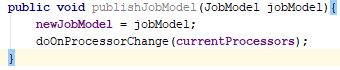 public void publishJobModel(JobModel jobModel){
newJobModel = jobModel;
doOnProcessorChange(currentProcessors);
}